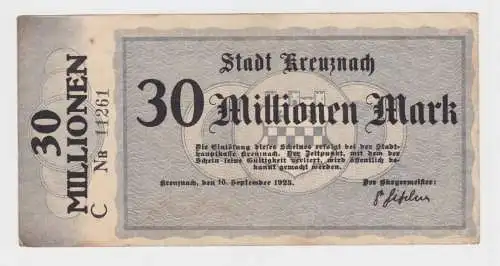 30
MILLIONEN
C Nr 11261
Stadt Kreuznach
30 Millionen Mark
Die Einlösung dieses Scheines erfolgt bei der Stadt-
hauptkasse Kreuznach. Der Zeitpunkt, mit dem der
Schein seine Gültigkeit verliert, wird öffentlich be-
kannt gemacht werden.
Kreuznach, den 10. September 1923.
Der Bürgermeister: